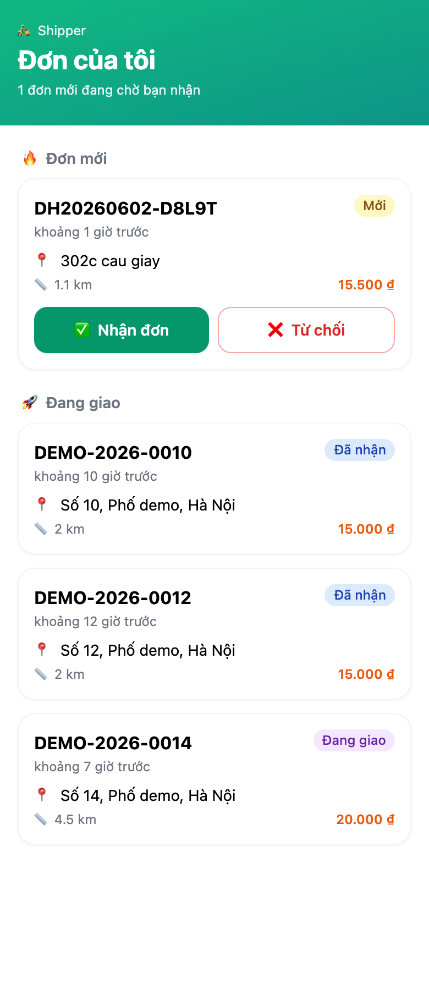 Shipper
Đơn của tôi
1 đơn mới đang chờ bạn nhận
Đơn mới
DH20260602-D8L9T
Mới
khoảng 1 giờ trước
302c cau giay
1.1 km
15.500 ₫
Nhận đơn
Từ chối
Đang giao
DEMO-2026-0010
Đã nhận
khoảng 10 giờ trước
Số 10, Phố demo, Hà Nội
2 km
15.000 ₫
DEMO-2026-0012
Đã nhận
khoảng 12 giờ trước
Số 12, Phố demo, Hà Nội
2 km
15.000 ₫
DEMO-2026-0014
Đang giao
khoảng 7 giờ trước
Số 14, Phố demo, Hà Nội
4.5 km
20.000 ₫